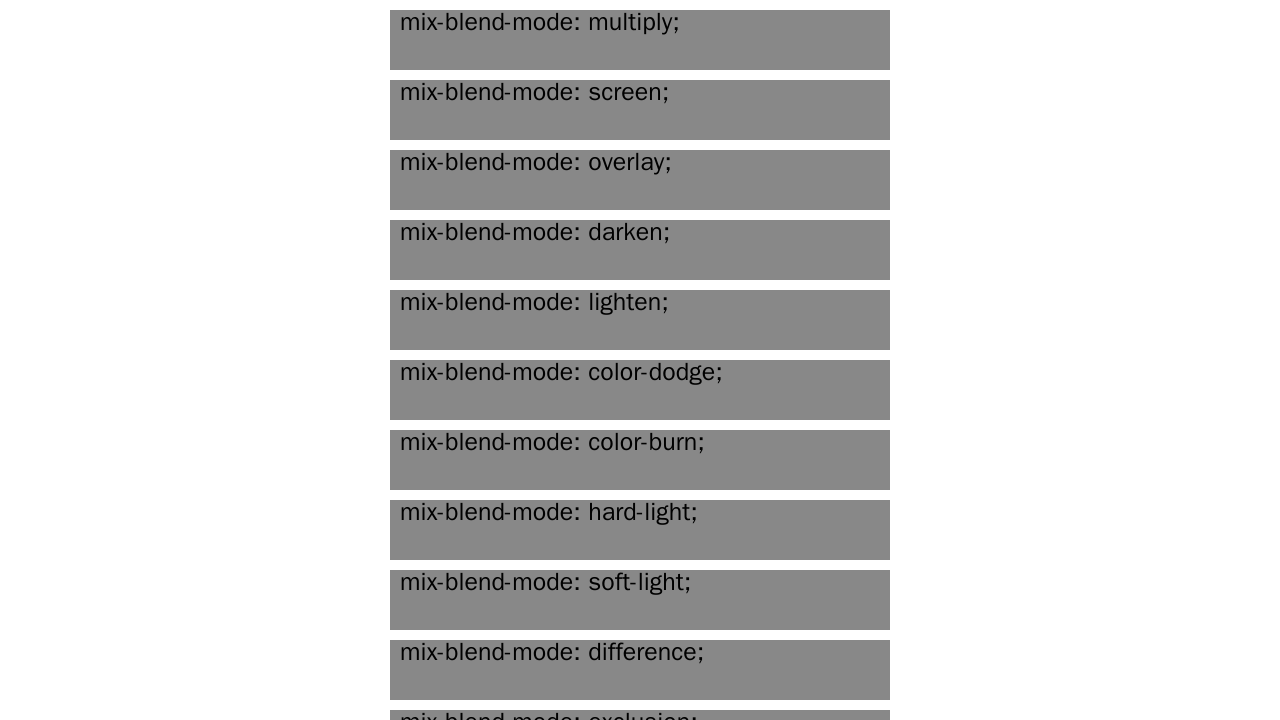 mix-blend-mode: multiply;
mix-blend-mode: screen;
mix-blend-mode: overlay;
mix-blend-mode: darken;
mix-blend-mode: lighten;
mix-blend-mode: color-dodge;
mix-blend-mode: color-burn;
mix-blend-mode: hard-light;
mix-blend-mode: soft-light;
mix-blend-mode: difference;
mix-blend-mode: exclusion;